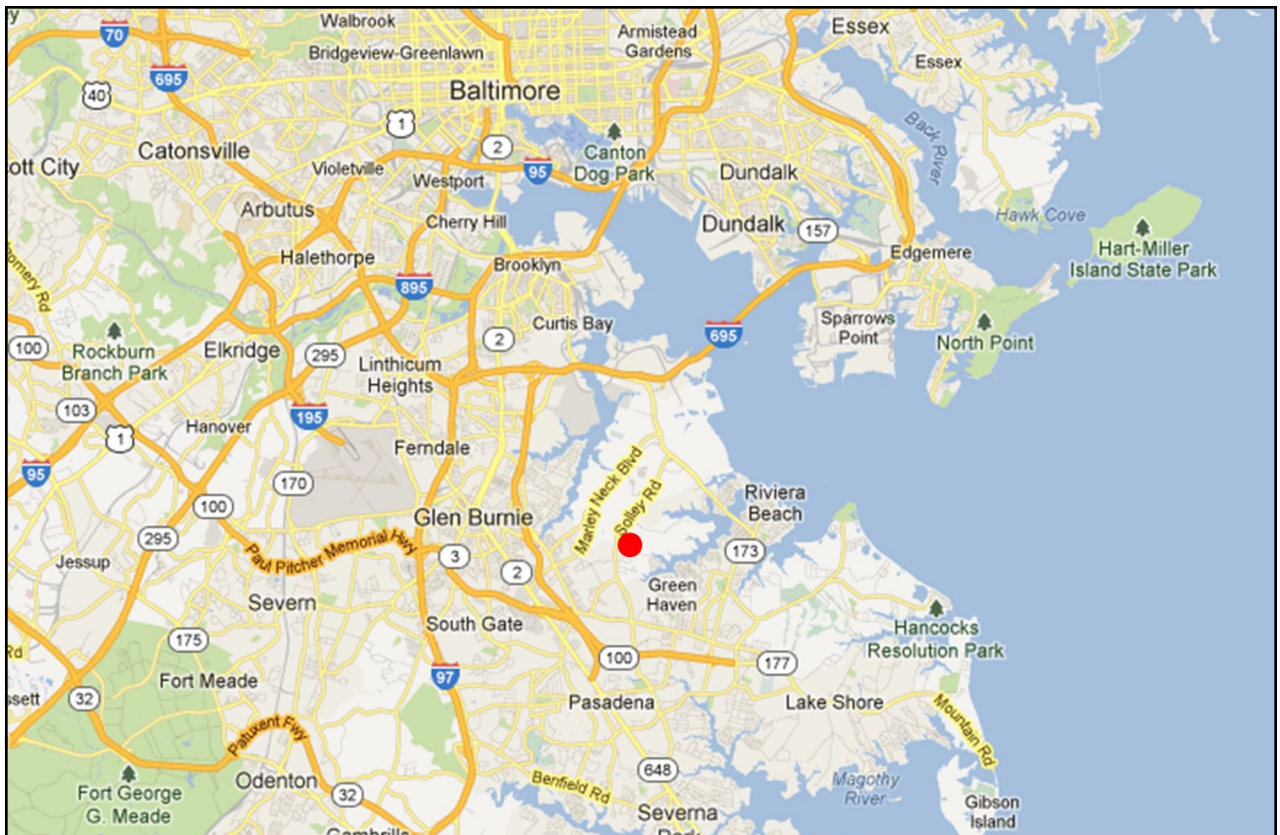 Walbrook
Armistead
Gardens
Essex
70
Bridgeview-Greenlawn
695
Essex
40
Baltimore
1
Back River
2
Canton
Dog Park
Catonsville
ott City
Violetville
95
Dundalk
Westport
Arbutus
Cherry Hill
Dundalk
157
Hawk Cove
Hart-Miller
Island State Park
Edgemere
Halethorpe
Brooklyn
895
Curtis Bay
Sparrows
Point
North Point
695
2
100
Rockburn
Branch Park
Elkridge
295
Linthicum
Heights
103
195
Hanover
1
Ferndale
95
170
Marley Neck Blvd
Solley Rd
Riviera
Beach
100
Glen Burnie
295
Paul Pitcher Memorial Hwy
3
173
Jessup
2
Green
Haven
Severn
South Gate
Hancocks
Resolution Park
175
Rd
100
177
97
Fort Meade
ssett
32
Pasadena
Lake Shore
Mountain Rd
Patuxent Fwy
648
Odenton
Benfield Rd
Magothy
River
Fort George
G. Meade
32
Gibson
Island
Severna